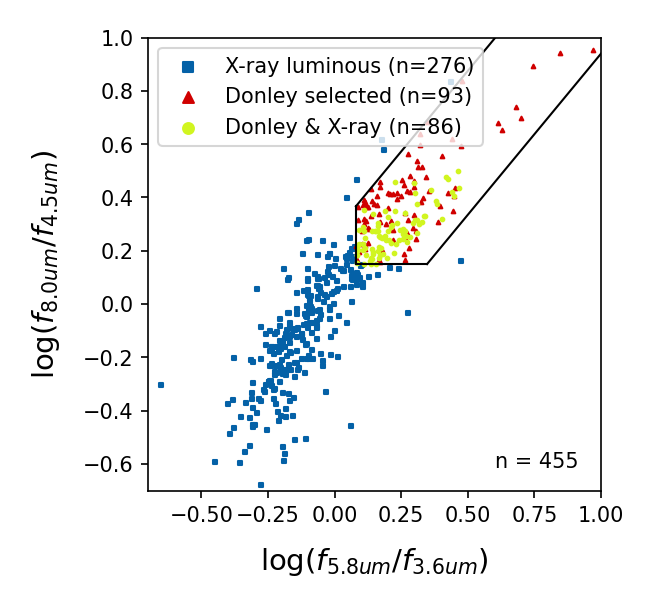 1.0
0.8
0.6
0.4
0.2
0.0
−0.2
−0.4
−0.6
log(f8.0um/f4.5um)
X-ray luminous (n=276)
Donley selected (n=93)
Donley & X-ray (n=86)
n = 455
−0.50 −0.25 0.00 0.25 0.50 0.75 1.00
log(f5.8um/f3.6um)